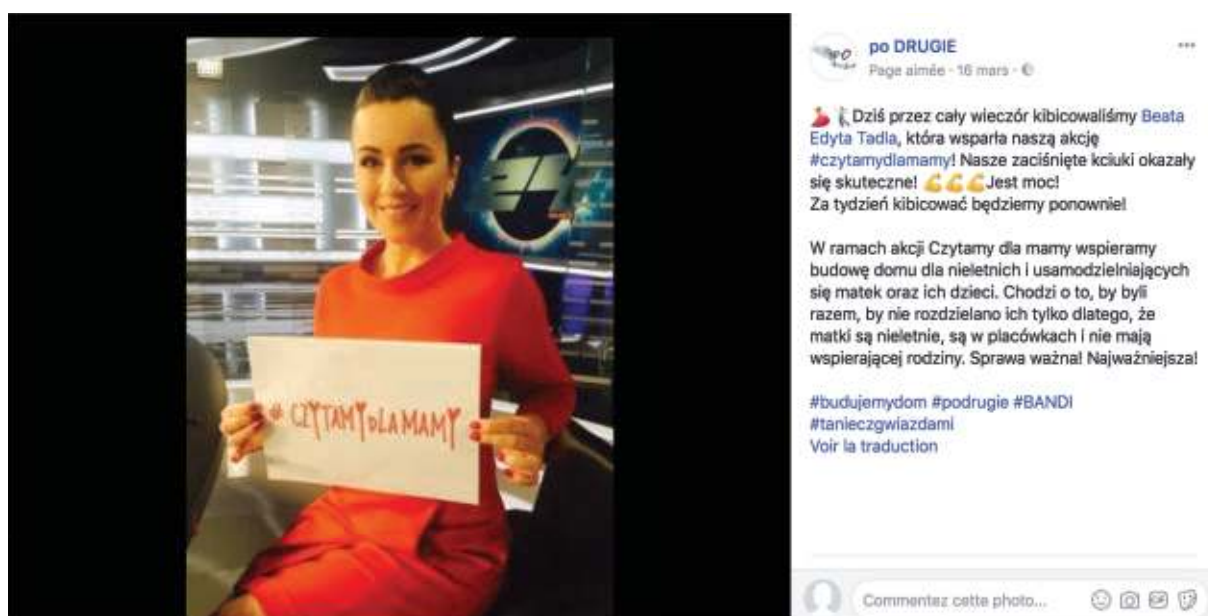 # CZYTAMY DLA MAMY
po DRUGIE
Page aimée · 16 mars ·
Dziś przez cały wieczór kibicowaliśmy Beata
Edyta Tadla, która wsparła naszą akcję
#czytamydlamamy! Nasze zaciśnięte kciuki okazały
się skuteczne! Jest moc!
Za tydzień kibicować będziemy ponownie!
W ramach akcji Czytamy dla mamy wspieramy
budowę domu dla nieletnich i usamodzielniających
się matek oraz ich dzieci. Chodzi o to, by byli
razem, by nie rozdzielano ich tylko dlatego, że
matki są nieletnie, są w placówkach i nie mają
wspierającej rodziny. Sprawa ważna! Najważniejsza!
#budujemydom #podrugie #BANDI
#tanieczgwiazdami
Voir la traduction
Commentez cette photo...